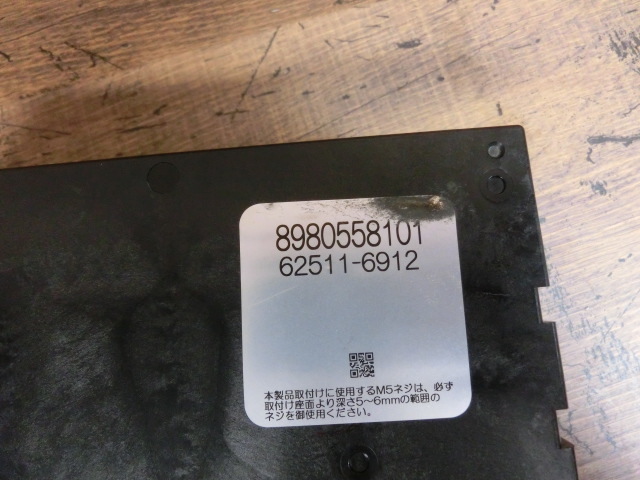 8980558101
62511-6912
本製品取付けに使用するM5ネジは、必ず
取付け座面より深さ5～6mmの範囲の
ネジを御使用ください。